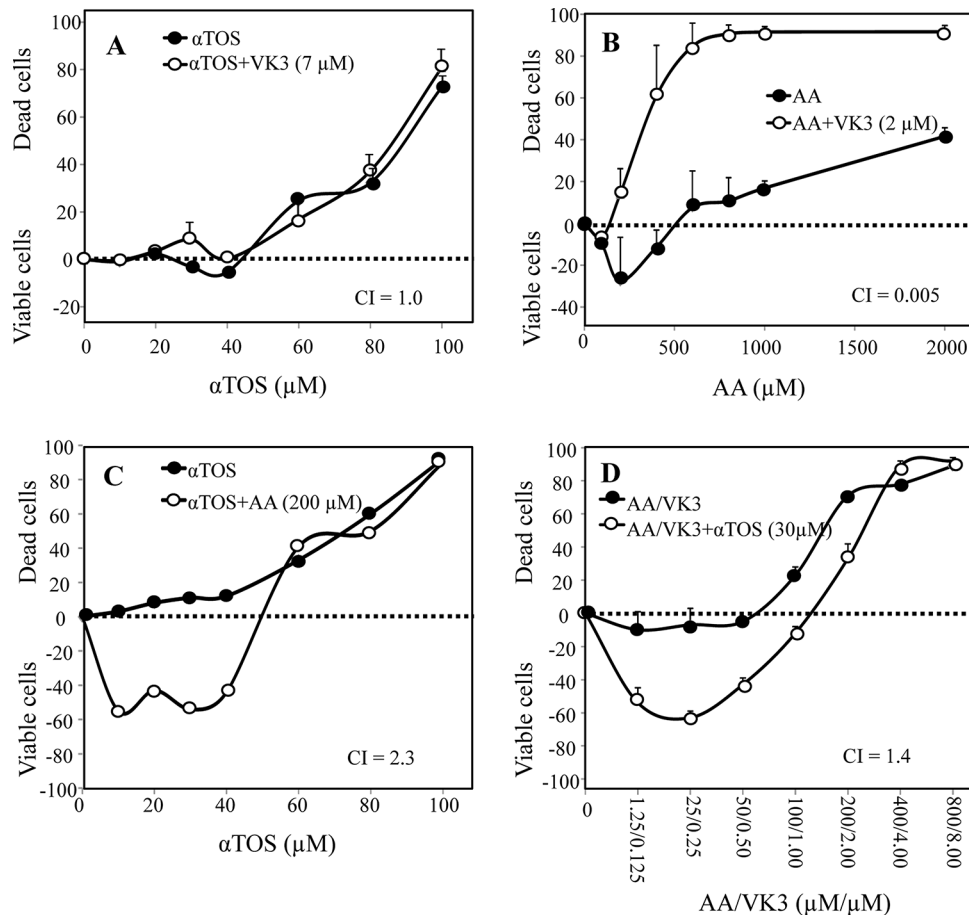 A
αTOS
αTOS+VK3 (7 μM)
Dead cells
Viable cells
100
80
60
40
20
0
-20
CI = 1.0
0
20
40
60
80
100
αTOS (μM)
B
AA
AA+VK3 (2 μM)
Dead cells
Viable cells
100
80
60
40
20
0
-20
-40
CI = 0.005
0
500
1000
1500
2000
AA (μM)
C
αTOS
αTOS+AA (200 μM)
Dead cells
Viable cells
100
80
60
40
20
0
-20
-40
-60
-80
-100
CI = 2.3
0
20
40
60
80
100
αTOS (μM)
D
AA/VK3
AA/VK3+αTOS (30μM)
Dead cells
Viable cells
100
80
60
40
20
0
-20
-40
-60
-80
-100
CI = 1.4
0
1.25/0.125
25/0.25
50/0.50
100/1.00
200/2.00
400/4.00
800/8.00
AA/VK3 (μM/μM)